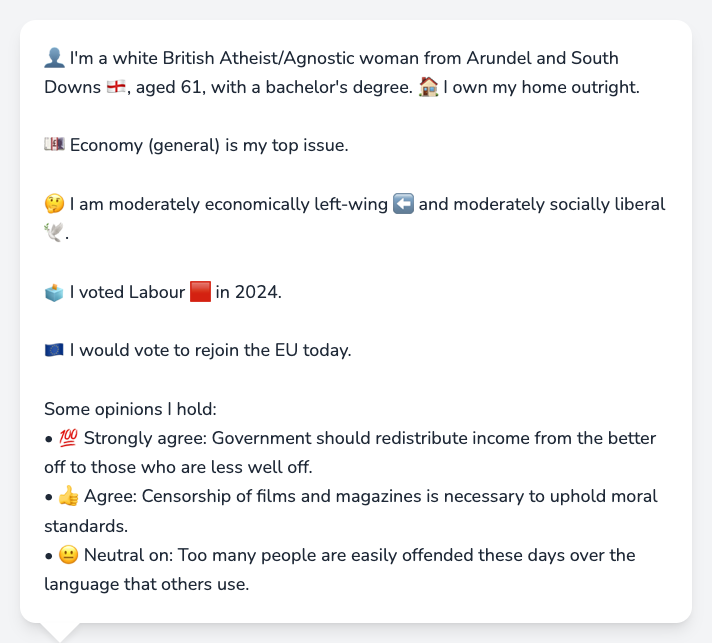 👤 I'm a white British Atheist/Agnostic woman from Arundel and South
Downs 🏴󠁧󠁢󠁥󠁮󠁧󠁿, aged 61, with a bachelor's degree. 🏠 I own my home outright.
💷 Economy (general) is my top issue.
🤔 I am moderately economically left-wing ⬅️ and moderately socially liberal
🕊️.
🗳️ I voted Labour 🟥 in 2024.
🇪🇺 I would vote to rejoin the EU today.
Some opinions I hold:
• 💯 Strongly agree: Government should redistribute income from the better
off to those who are less well off.
• 👍 Agree: Censorship of films and magazines is necessary to uphold moral
standards.
• 😐 Neutral on: Too many people are easily offended these days over the
language that others use.